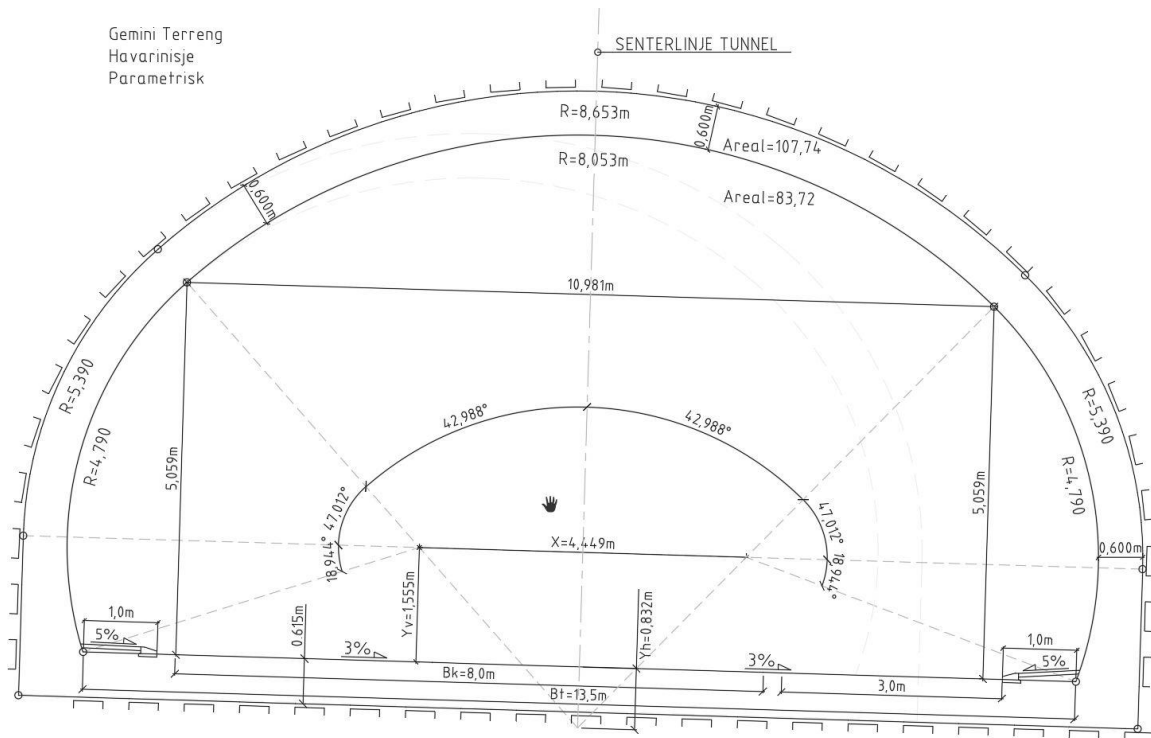 Gemini Terreng
Havarinisje
Parametrisk
SENTERLINJE TUNNEL
R=8,653m
0,600m
Areal=107,74
R=8,053m
0,600m
Areal=83,72
10,981m
R=5,390
R=5,390
42,988°
42,988°
R=4,790
5,059m
5,059m
R=4,790
47,012°
47,012°
X=4,449m
0,600m
18,944°
18,944°
Yv=1,555m
0.615m
Yh=0,832m
1,0m
1,0m
5%
3%
3%
5%
Bk=8,0m
3,0m
Bt=13,5m